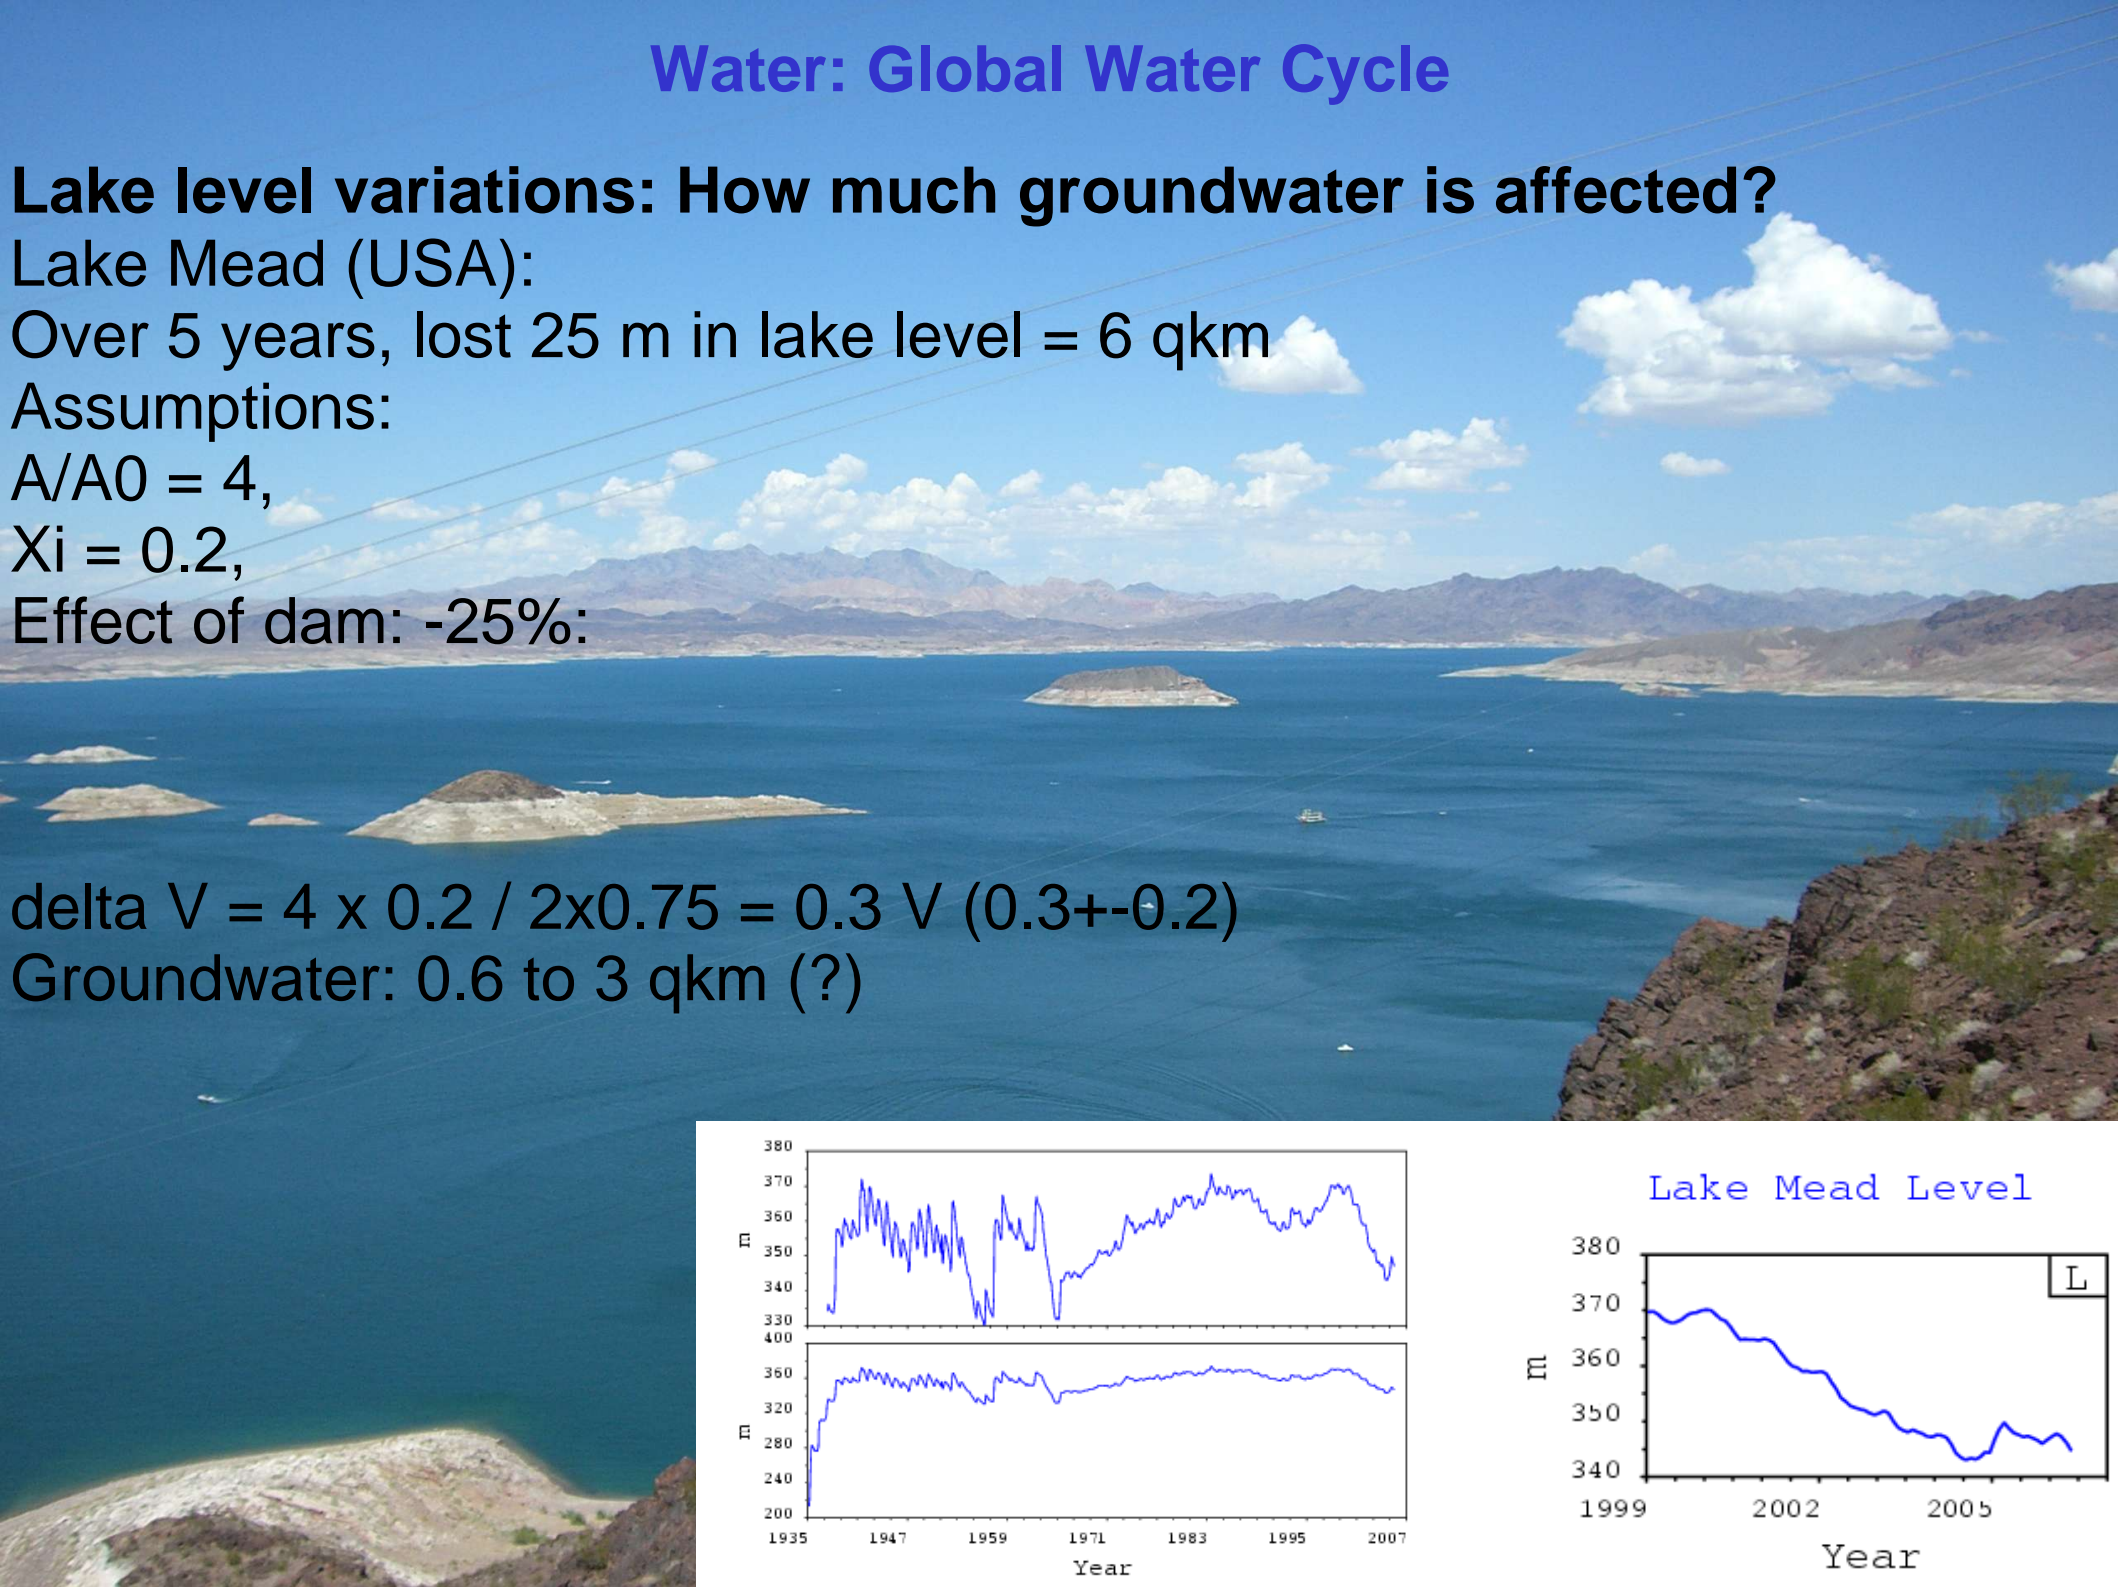 Water: Global Water Cycle
Lake level variations: How much groundwater is affected?
Lake Mead (USA):
Over 5 years, lost 25 m in lake level = 6 qkm
Assumptions:
A/A0 = 4,
Xi = 0.2,
Effect of dam: -25%:
delta V = 4 x 0.2 / 2x0.75 = 0.3 V (0.3+-0.2)
Groundwater: 0.6 to 3 qkm (?)
380
370
360
350
340
330
m
400
360
320
280
240
200
m
1935 1947 1959 1971 1983 1995 2007
Year
Lake Mead Level
L
380
370
360
350
340
m
1999 2002 2005
Year